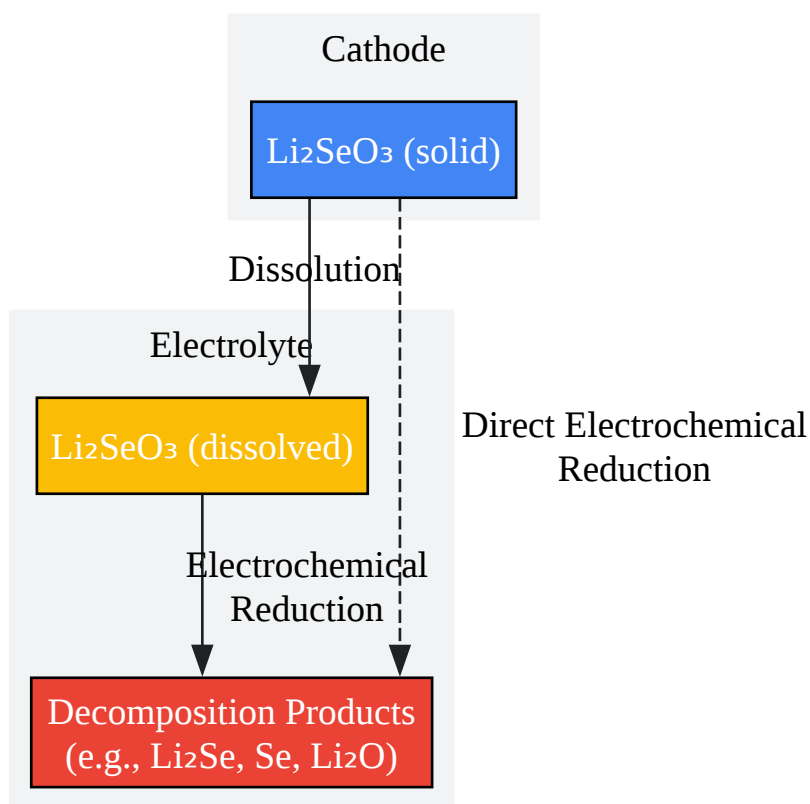 Cathode
Li₂SeO₃ (solid)
Dissolution
Electrolyte
Li₂SeO₃ (dissolved)
Direct Electrochemical
Reduction
Electrochemical
Reduction
Decomposition Products
(e.g., Li₂Se, Se, Li₂O)